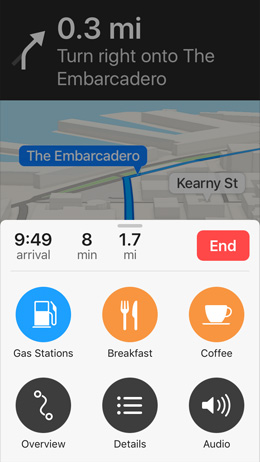 0.3 mi
Turn right onto The
Embarcadero
The Embarcadero
Kearny St
9:49 8 1.7 End
arrival min mi
Gas Stations Breakfast Coffee
Overview Details Audio